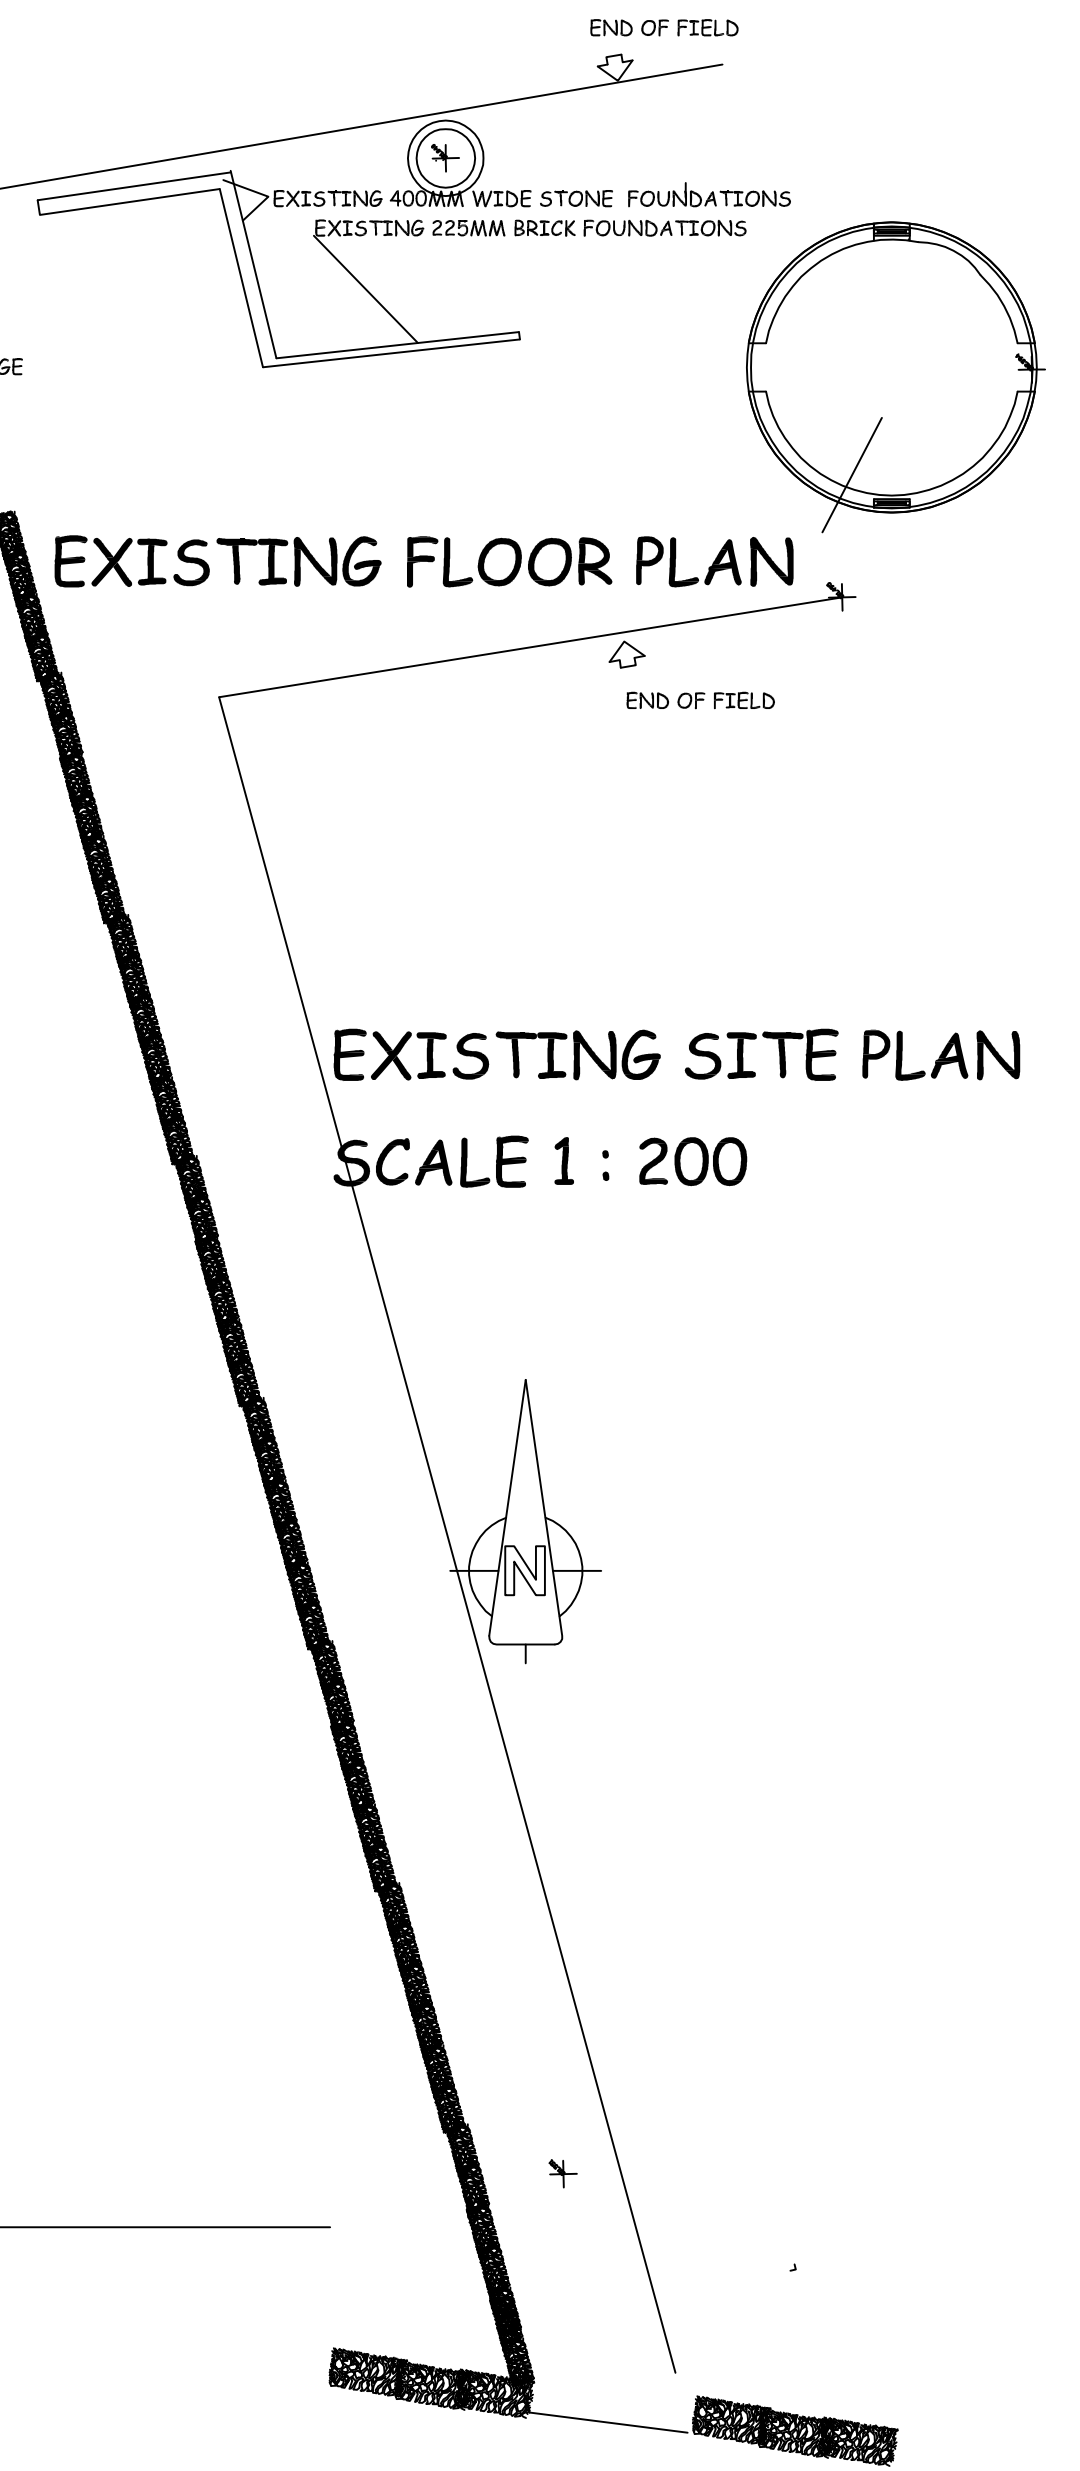 END OF FIELD
EXISTING 400MM WIDE STONE FOUNDATIONS
EXISTING 225MM BRICK FOUNDATIONS
GE
EXISTING FLOOR PLAN
END OF FIELD
EXISTING SITE PLAN
SCALE 1 : 200
N